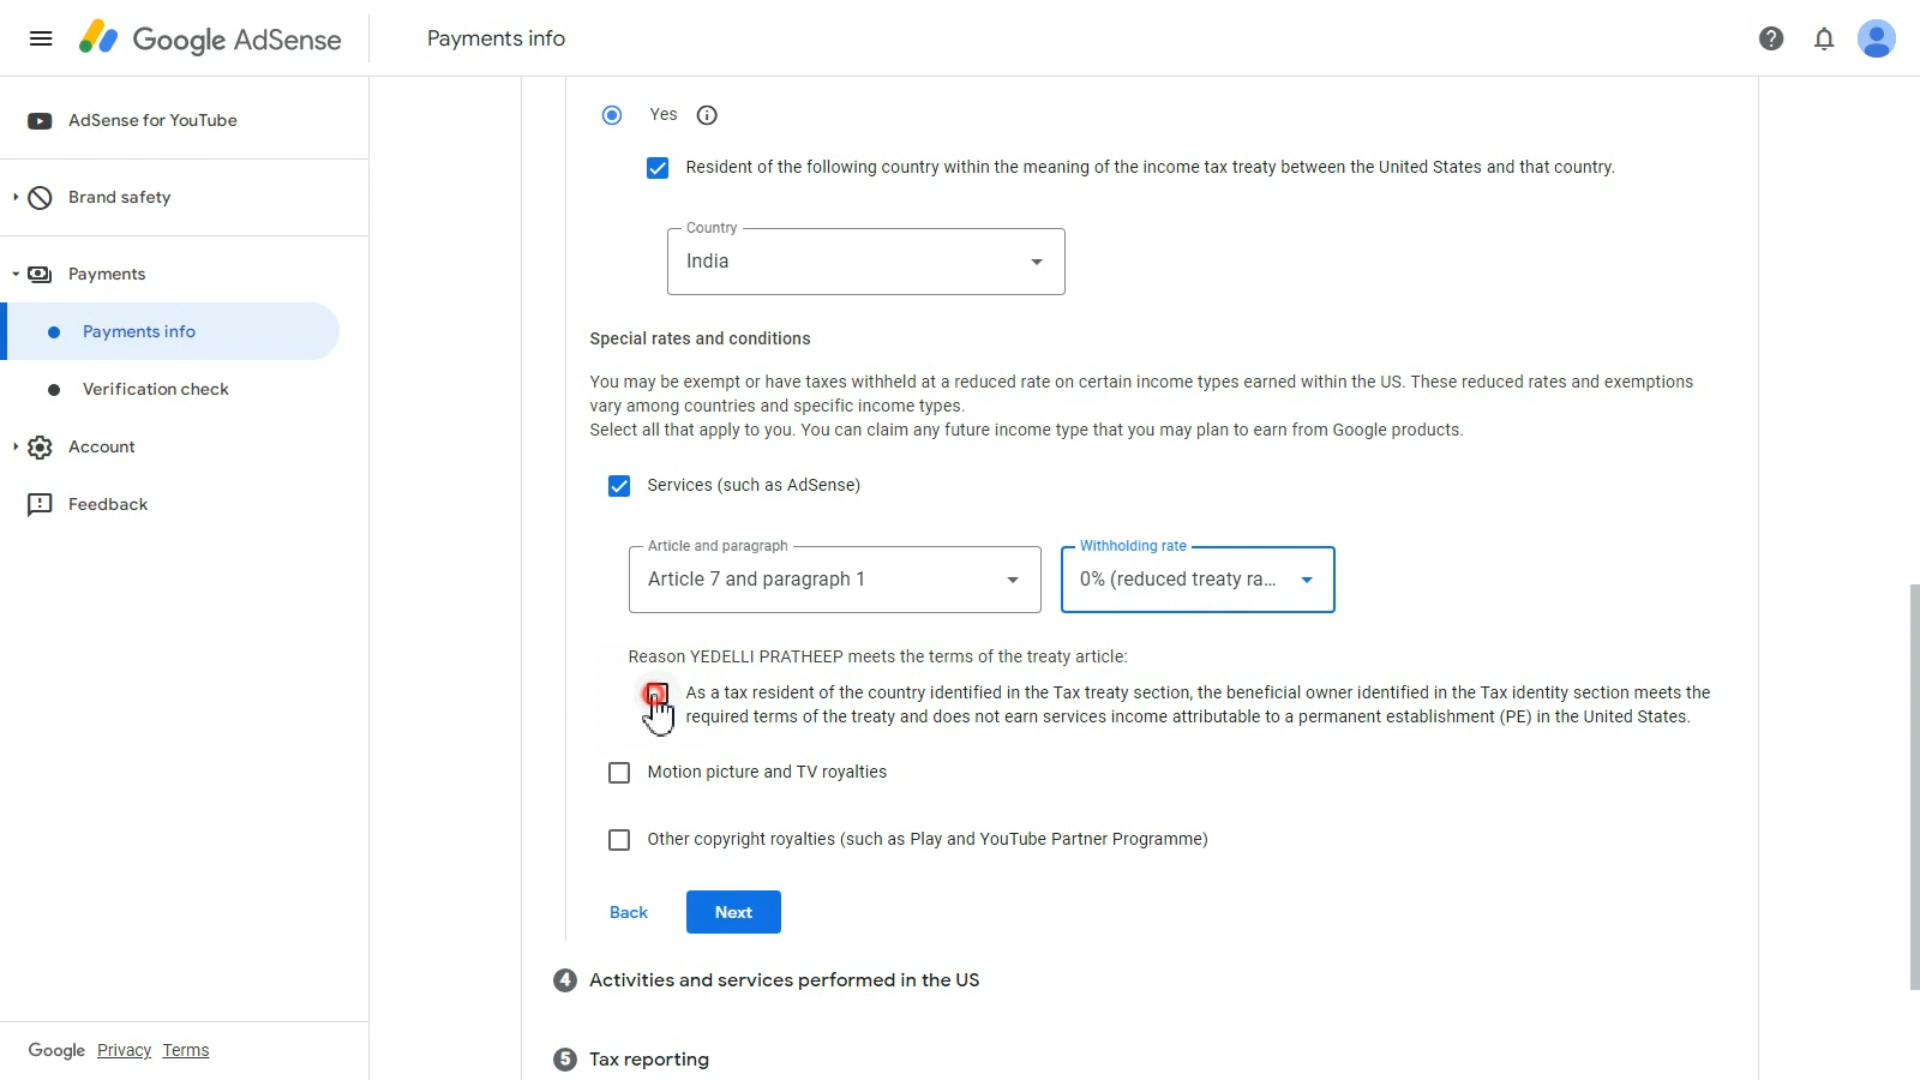 Google AdSense
Payments info
AdSense for YouTube
Brand safety
Payments
Payments info
Verification check
Account
Feedback
Google Privacy Terms
Yes
Resident of the following country within the meaning of the income tax treaty between the United States and that country.
Country
India
Special rates and conditions
You may be exempt or have taxes withheld at a reduced rate on certain income types earned within the US. These reduced rates and exemptions
vary among countries and specific income types.
Select all that apply to you. You can claim any future income type that you may plan to earn from Google products.
Services (such as AdSense)
Article and paragraph
Article 7 and paragraph 1
Withholding rate
0% (reduced treaty ra...
Reason YEDELLI PRATHEEP meets the terms of the treaty article:
As a tax resident of the country identified in the Tax treaty section, the beneficial owner identified in the Tax identity section meets the
required terms of the treaty and does not earn services income attributable to a permanent establishment (PE) in the United States.
Motion picture and TV royalties
Other copyright royalties (such as Play and YouTube Partner Programme)
Back Next
4 Activities and services performed in the US
5 Tax reporting